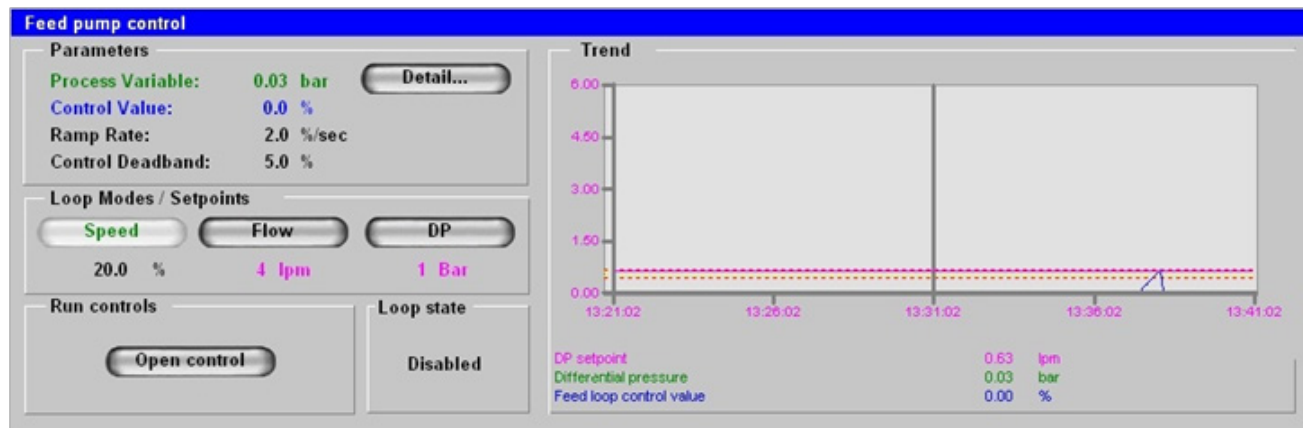 Feed pump control
Parameters
Process Variable: 0.03 bar Detail...
Control Value: 0.0 %
Ramp Rate: 2.0 %/sec
Control Deadband: 5.0 %
Loop Modes / Setpoints
Speed Flow DP
20.0 % 4 lpm 1 Bar
Run controls
Open control
Loop state
Disabled
Trend
6.00
4.50
3.00
1.50
0.00
13:21:02 13:26:02 13:31:02 13:36:02 13:41:02
DP setpoint 0.63 lpm
Differential pressure 0.03 bar
Feed loop control value 0.00 %